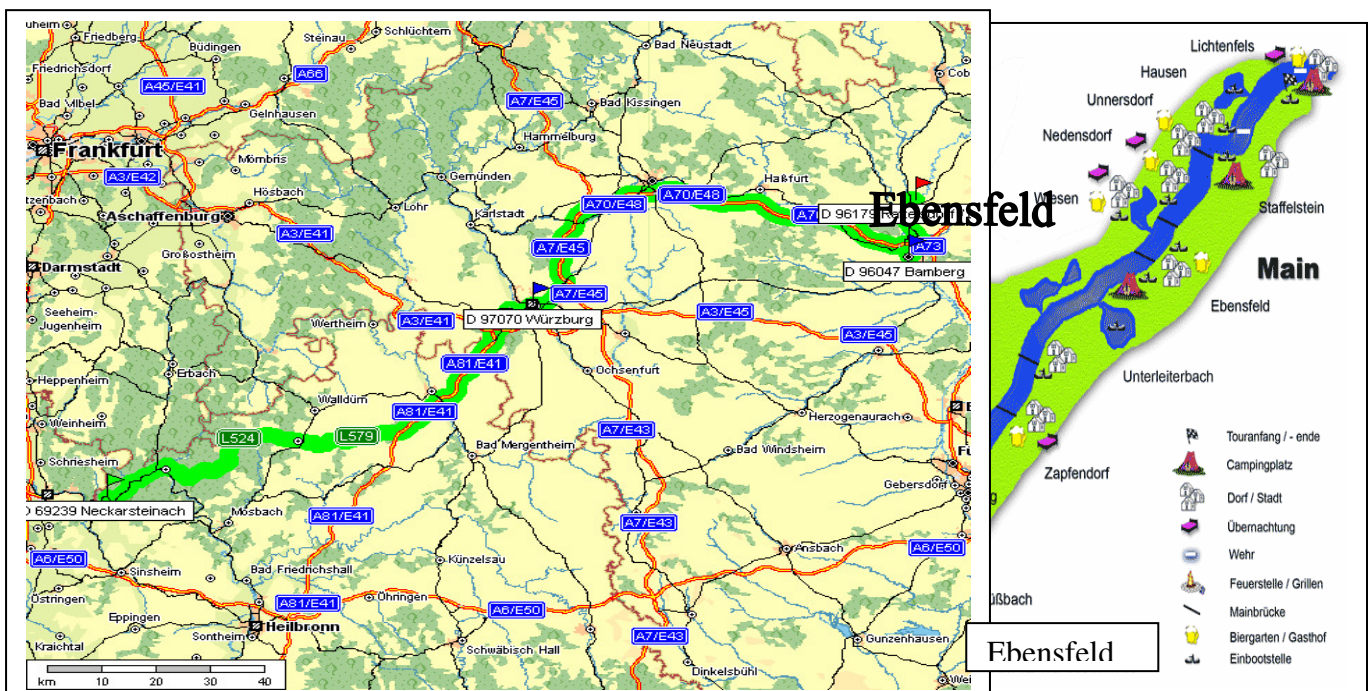 Friedberg
Steinau
Schlüchtern
Büdingen
Bad Neustadt
Friedrichsdorf
A45/E41
A66
A7/E45
Bad Kissingen
Gelnhausen
Hammelburg
Frankfurt
Mömbris
Gemünden
A3/E42
Hösbach
Haßfurt
A70/E48
A70/E48
Aschaffenburg
Lohr
Karlstadt
D 96179
Ebensfeld
A3/E41
A7/E45
A73
Großostheim
Darmstadt
D 96047 Bamberg
A7/E45
Seeheim-
Jugenheim
Wertheim
A3/E41
D 97070 Würzburg
A3/E45
A3/E45
A81/E41
Erbach
Ochsenfurt
Heppenheim
Walldürn
A81/E41
Herzogenaurach
Weinheim
L524
L579
A7/E43
Bad Mergentheim
Bad Windsheim
Schriesheim
Gebersdorf
D 69239 Neckarsteinach
Mosbach
A81/E41
A7/E43
Ansbach
A6/E50
A6/E50
Künzelsau
Sinsheim
Bad Friedrichshall
Östringen
A81/E41
Öhringen
A6/E50
Eppingen
Heilbronn
Sontheim
A7/E43
Kraichtal
Schwäbisch Hall
Gunzenhausen
Dinkelsbühl
km 10 20 30 40
Lichtenfels
Hausen
Unnersdorf
Nedensdorf
Wiesen
Staffelstein
Main
Ebensfeld
Unterleiterbach
Zapfendorf
Touranfang / - ende
Campingplatz
Dorf / Stadt
Übernachtung
Wehr
Feuerstelle / Grillen
Mainbrücke
Biergarten / Gasthof
Einbootstelle
Ebensfeld